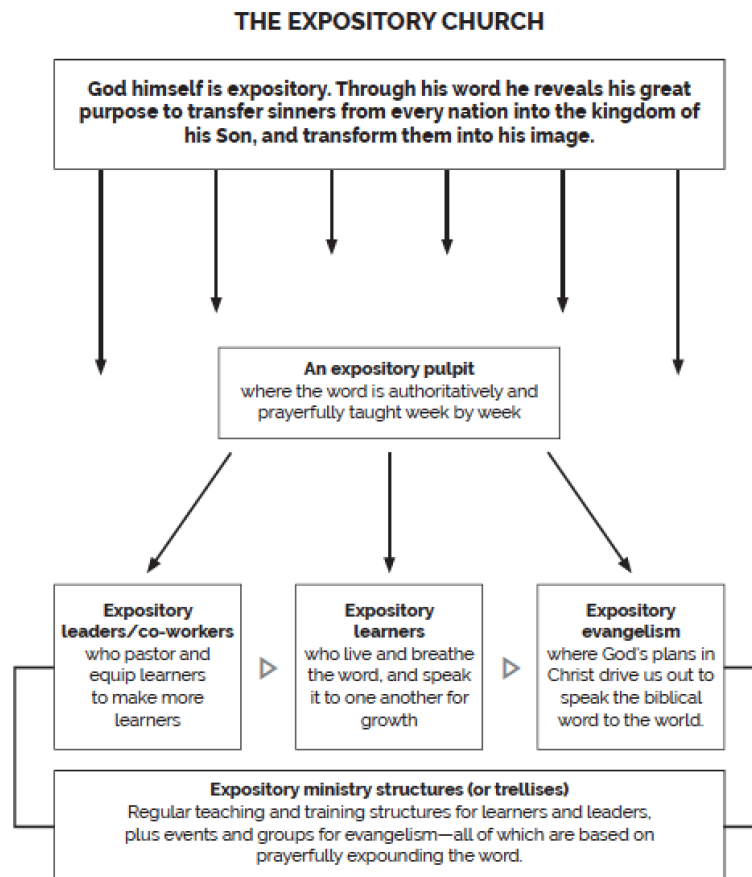 THE EXPOSITORY CHURCH
God himself is expository. Through his word he reveals his great
purpose to transfer sinners from every nation into the kingdom of
his Son, and transform them into his image.
An expository pulpit
where the word is authoritatively and
prayerfully taught week by week
Expository
leaders/co-workers
who pastor and
equip learners
to make more
learners
Expository
learners
who live and breathe
the word, and speak
it to one another for
growth
Expository
evangelism
where God's plans in
Christ drive us out to
speak the biblical
word to the world.
Expository ministry structures (or trellises)
Regular teaching and training structures for learners and leaders,
plus events and groups for evangelism—all of which are based on
prayerfully expounding the word.